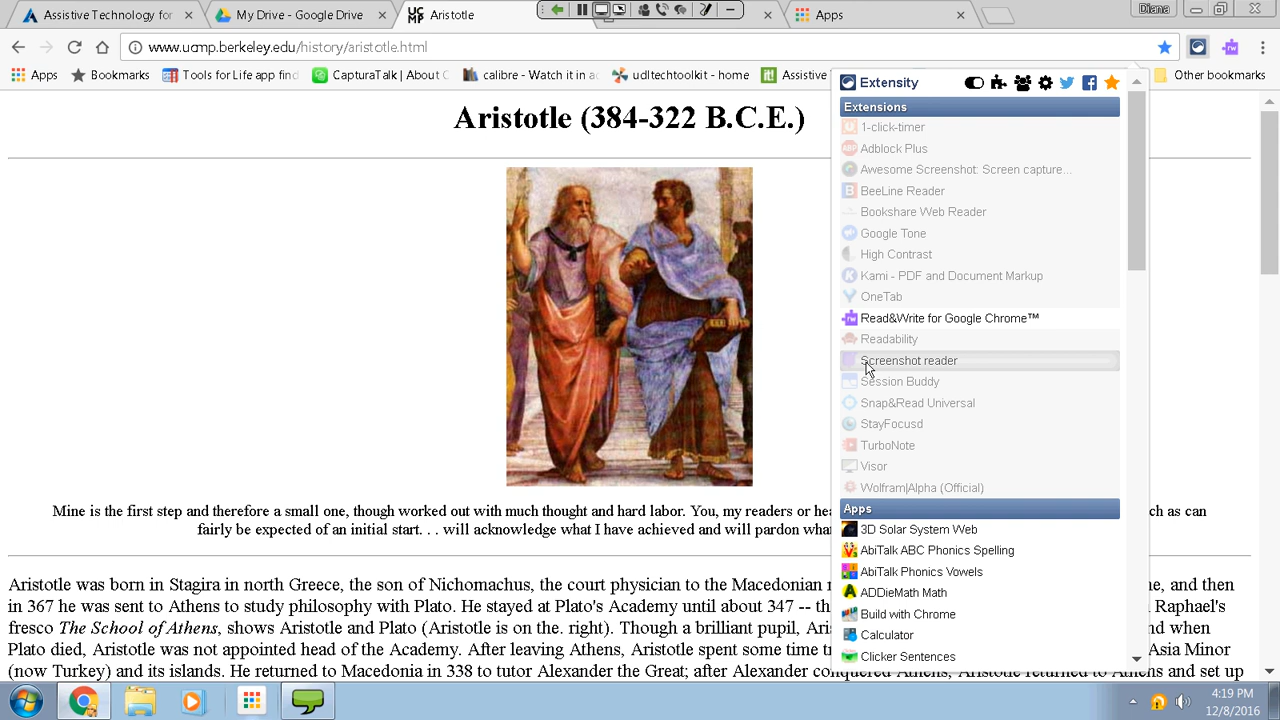 Assistive Technology for
My Drive - Google Drive
Aristotle
Apps
Diana
www.ucmp.berkeley.edu/history/aristotle.html
Apps
Bookmarks
Tools for Life app find
CapturaTalk | About
calibre - Watch it in a
udltechtoolkit - home
Assistive
Other bookmarks
Aristotle (384-322 B.C.E.)
Mine is the first step and therefore a small one, though worked out with much thought and hard labor. You, my readers or hea
ch as can
fairly be expected of an initial start. . . will acknowledge what I have achieved and will pardon wha
Aristotle was born in Stagira in north Greece, the son of Nichomachus, the court physician to the Macedonian r
ne, and then
in 367 he was sent to Athens to study philosophy with Plato. He stayed at Plato's Academy until about 347 -- th
Raphael's
fresco The School of Athens, shows Aristotle and Plato (Aristotle is on the. right). Though a brilliant pupil, Aris
nd when
Plato died, Aristotle was not appointed head of the Academy. After leaving Athens, Aristotle spent some time tr
Asia Minor
(now Turkey) and its islands. He returned to Macedonia in 338 to tutor Alexander the Great; after Alexander conquered Athens, Aristotle returned to Athens and set up
Extensity
Extensions
1-click-timer
Adblock Plus
Awesome Screenshot: Screen capture...
BeeLine Reader
Bookshare Web Reader
Google Tone
High Contrast
Kami - PDF and Document Markup
OneTab
Read&Write for Google Chrome™
Readability
Screenshot reader
Session Buddy
Snap&Read Universal
StayFocusd
TurboNote
Visor
Wolfram|Alpha (Official)
Apps
3D Solar System Web
AbiTalk ABC Phonics Spelling
AbiTalk Phonics Vowels
ADDieMath Math
Build with Chrome
Calculator
Clicker Sentences
4:19 PM
12/8/2016